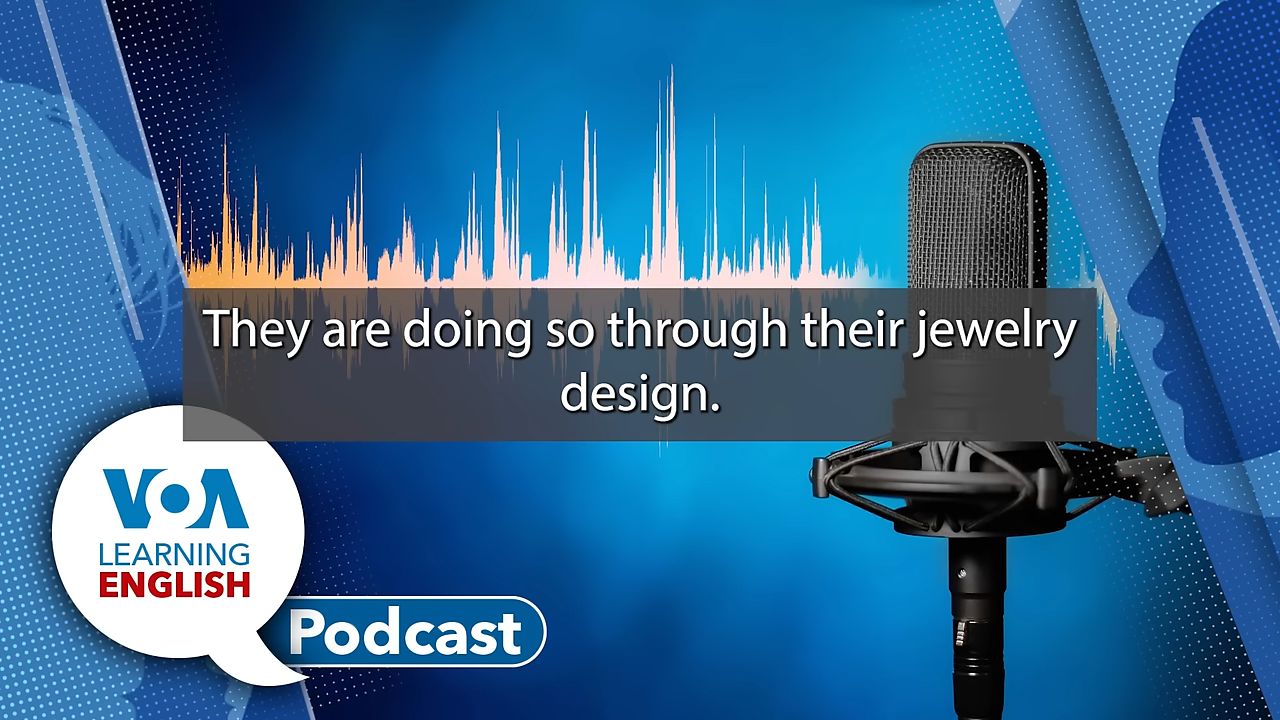 They are doing so through their jewelry
design.
VOA
LEARNING
ENGLISH
Podcast